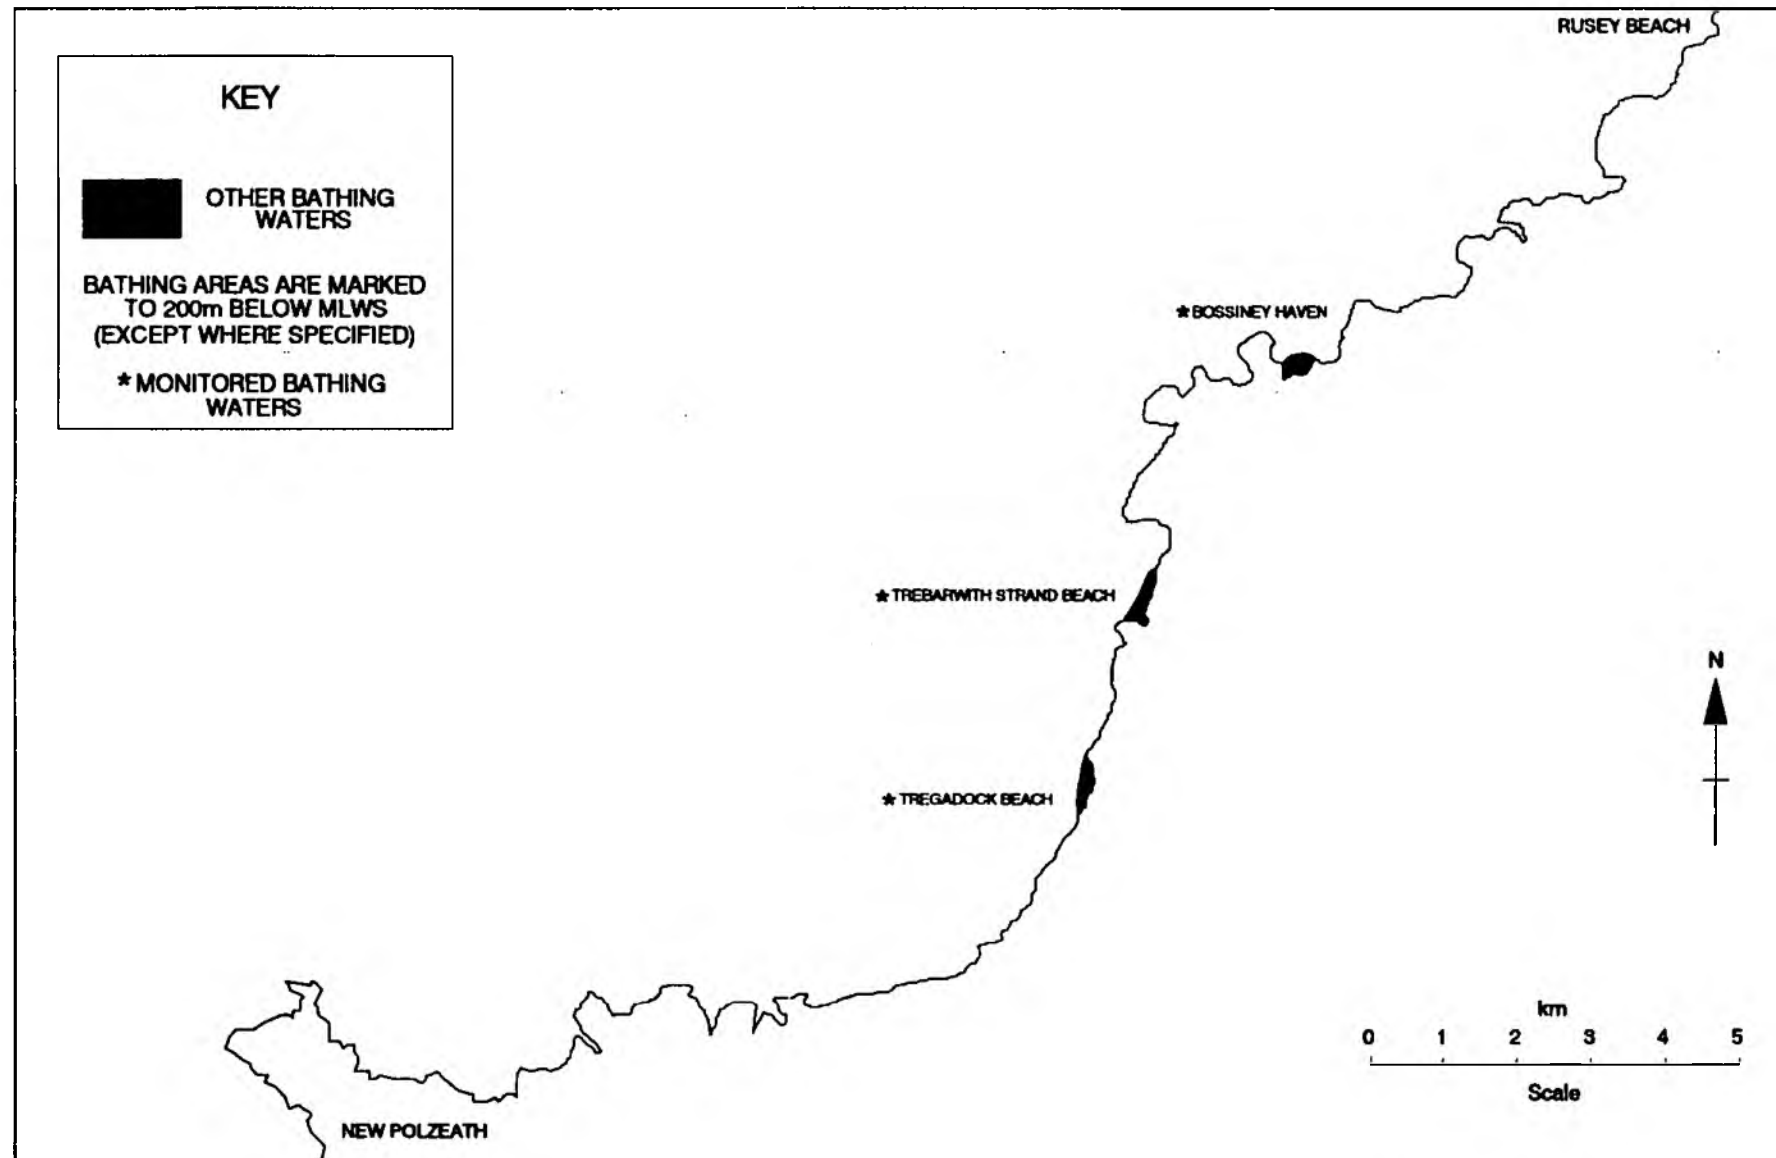 RUSEY BEACH
KEY
OTHER BATHING
WATERS
BATHING AREAS ARE MARKED
TO 200m BELOW MLWS
(EXCEPT WHERE SPECIFIED)
* MONITORED BATHING
WATERS
* BOSSINEY HAVEN
* TREBARWITH STRAND BEACH
N
* TREGADOCK BEACH
km
0 1 2 3 4 5
Scale
NEW POLZEATH